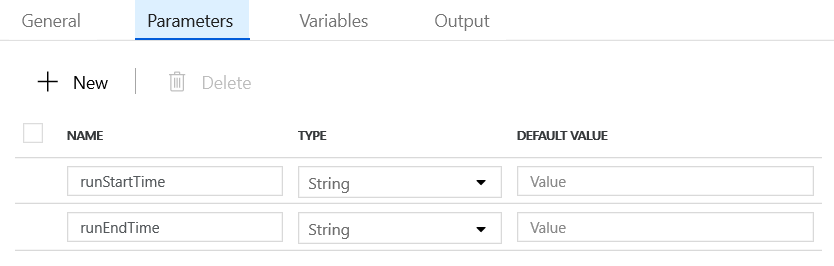 General Parameters Variables Output
+ New Delete
NAME TYPE DEFAULT VALUE
runStartTime String Value
runEndTime String Value